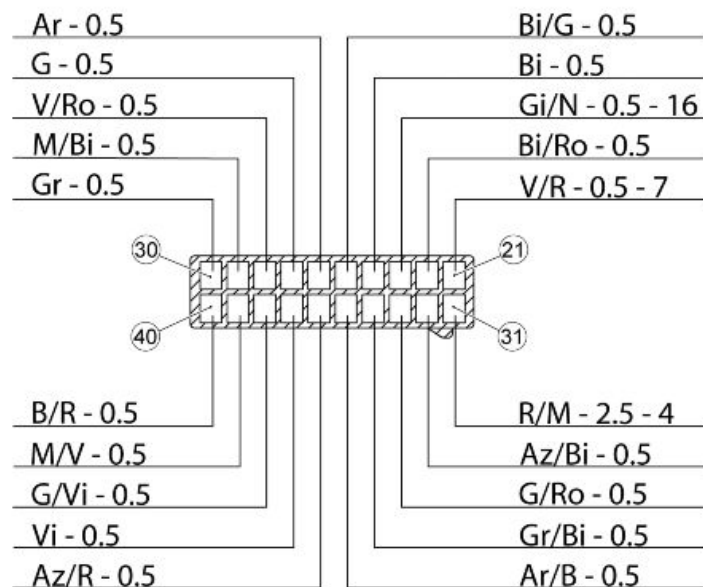 Ar - 0.5
G - 0.5
V/Ro - 0.5
M/Bi - 0.5
Gr - 0.5
Bi/G - 0.5
Bi - 0.5
Gi/N - 0.5 - 16
Bi/Ro - 0.5
V/R - 0.5 - 7
30
21
40
31
B/R - 0.5
M/V - 0.5
G/Vi - 0.5
Vi - 0.5
Az/R - 0.5
R/M - 2.5 - 4
Az/Bi - 0.5
G/Ro - 0.5
Gr/Bi - 0.5
Ar/B - 0.5